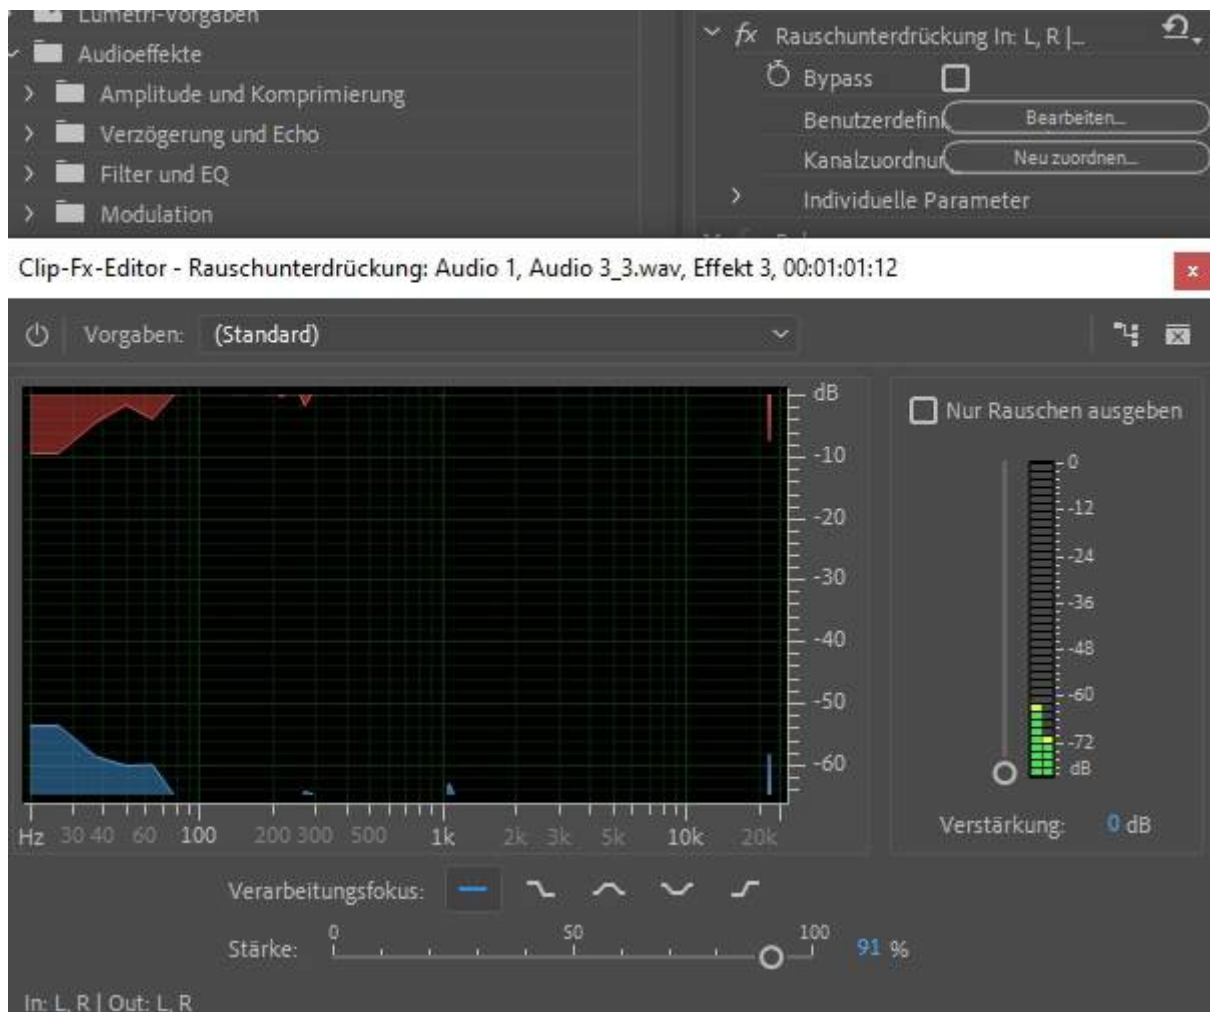 Lumetri-Vorgaben
Audioeffekte
Amplitude und Komprimierung
Verzögerung und Echo
Filter und EQ
Modulation
fx Rauschunterdrückung In: L, R |...
Bypass
Benutzerdefini Bearbeiten...
Kanalzuordnun Neu zuordnen...
Individuelle Parameter
Clip-Fx-Editor - Rauschunterdrückung: Audio 1, Audio 3_3.wav, Effekt 3, 00:01:01:12
x
Vorgaben: (Standard)
dB
-10
-20
-30
-40
-50
-60
Hz 30 40 60 100 200 300 500 1k 2k 3k 5k 10k 20k
Nur Rauschen ausgeben
0
-12
-24
-36
-48
-60
-72
dB
Verstärkung: 0 dB
Verarbeitungsfokus:
0 50 100
Stärke: 91 %
In: L, R | Out: L, R